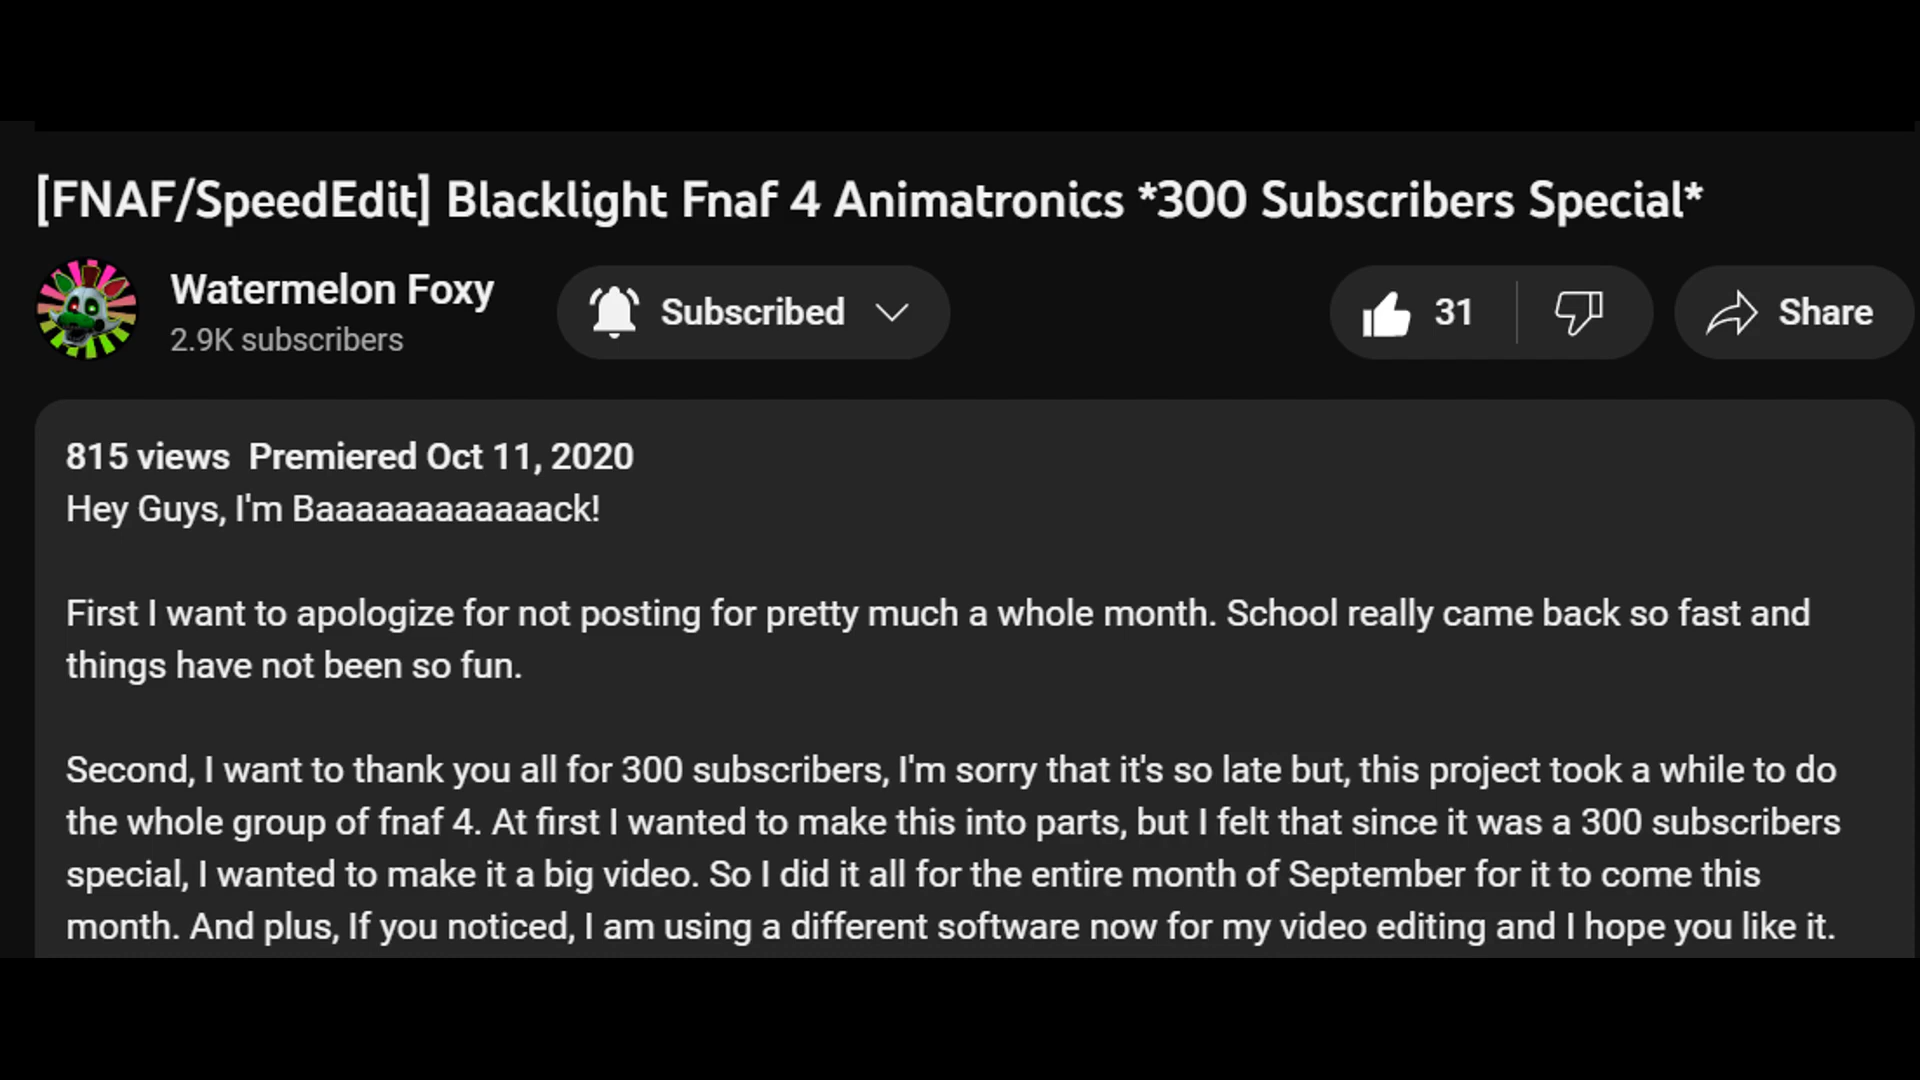 [FNAF/SpeedEdit] Blacklight Fnaf 4 Animatronics *300 Subscribers Special*
Watermelon Foxy
2.9K subscribers
Subscribed
31
Share
815 views Premiered Oct 11, 2020
Hey Guys, I'm Baaaaaaaaaaaack!
First I want to apologize for not posting for pretty much a whole month. School really came back so fast and
things have not been so fun.
Second, I want to thank you all for 300 subscribers, I'm sorry that it's so late but, this project took a while to do
the whole group of fnaf 4. At first I wanted to make this into parts, but I felt that since it was a 300 subscribers
special, I wanted to make it a big video. So I did it all for the entire month of September for it to come this
month. And plus, If you noticed, I am using a different software now for my video editing and I hope you like it.